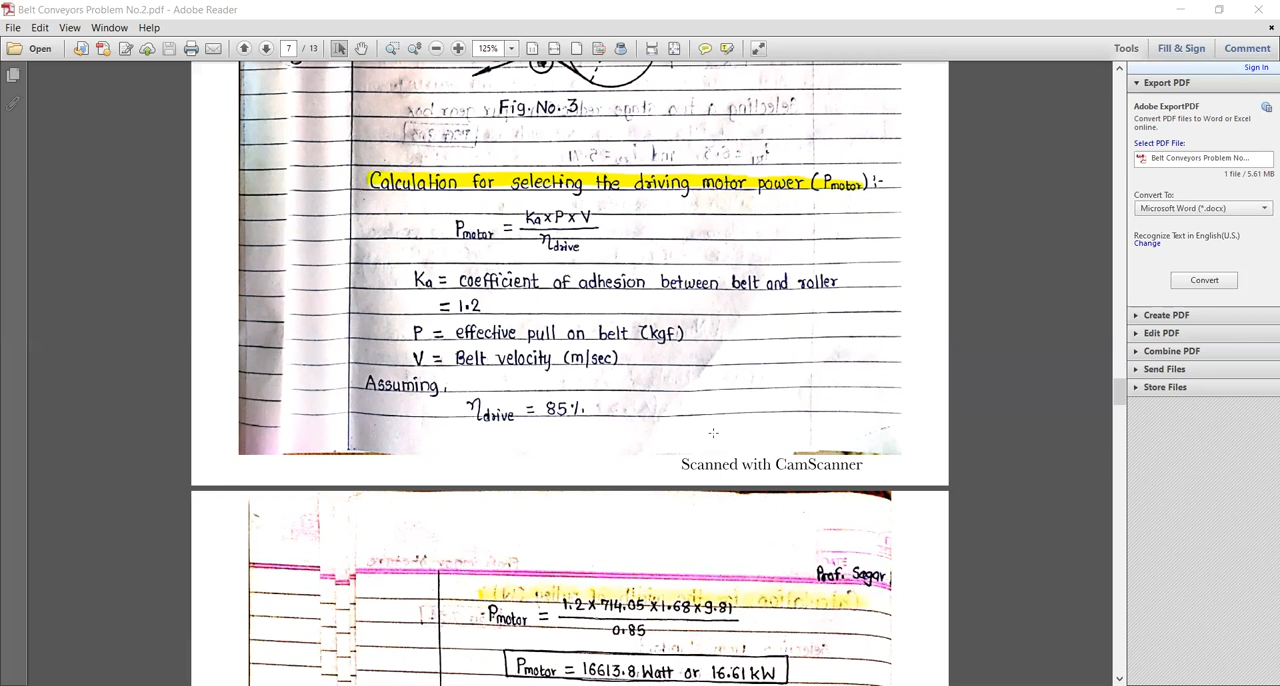 Belt Conveyors Problem No.2.pdf - Adobe Reader
File Edit View Window Help
Open 7 / 13 125% Tools Fill & Sign Comment
Sign In
Export PDF
Adobe ExportPDF
Convert PDF files to Word or Excel
online.
Select PDF File:
Belt Conveyors Problem No...
1 file / 5.61 MB
Convert To:
Microsoft Word (*.docx)
Recognize Text in English(U.S.)
Change
Convert
Create PDF
Edit PDF
Combine PDF
Send Files
Store Files
Fig. No. 3
Calculation for selecting the driving motor power (Pmotor) :-
Pmotor = Ka x P x V
ηdrive
Ka = coefficient of adhesion between belt and roller
= 1.2
P = effective pull on belt (kgf)
V = Belt velocity (m/sec)
Assuming,
ηdrive = 85%
Scanned with CamScanner
Prof. Sagar
Pmotor = 1.2 x 714.05 x 1.68 x 9.81
0.85
Pmotor = 16613.8 Watt or 16.61 kW